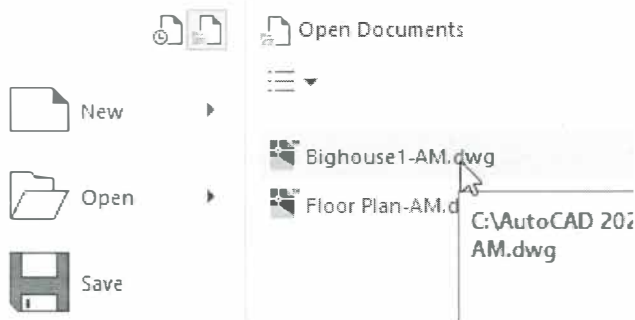 Open Documents
New
Bighouse1-AM.dwg
Open
Floor Plan-AM.d
C:\AutoCAD 202
AM.dwg
Save